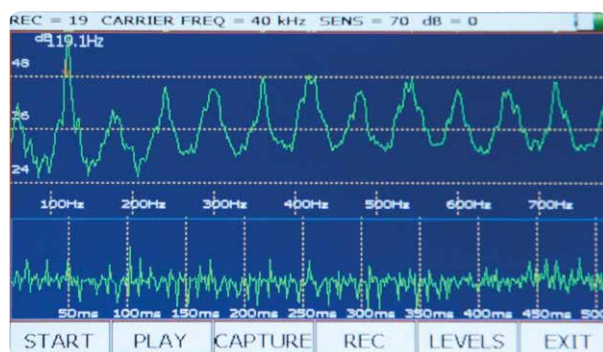 REC = 19 CARRIER FREQ = 40 kHz SENS = 70 dB = 0
dB 119.1Hz
48
36
24
100Hz 200Hz 300Hz 400Hz 500Hz 600Hz 700Hz
50ms 100ms 150ms 200ms 250ms 300ms 350ms 400ms 450ms 500
START PLAY CAPTURE REC LEVELS EXIT